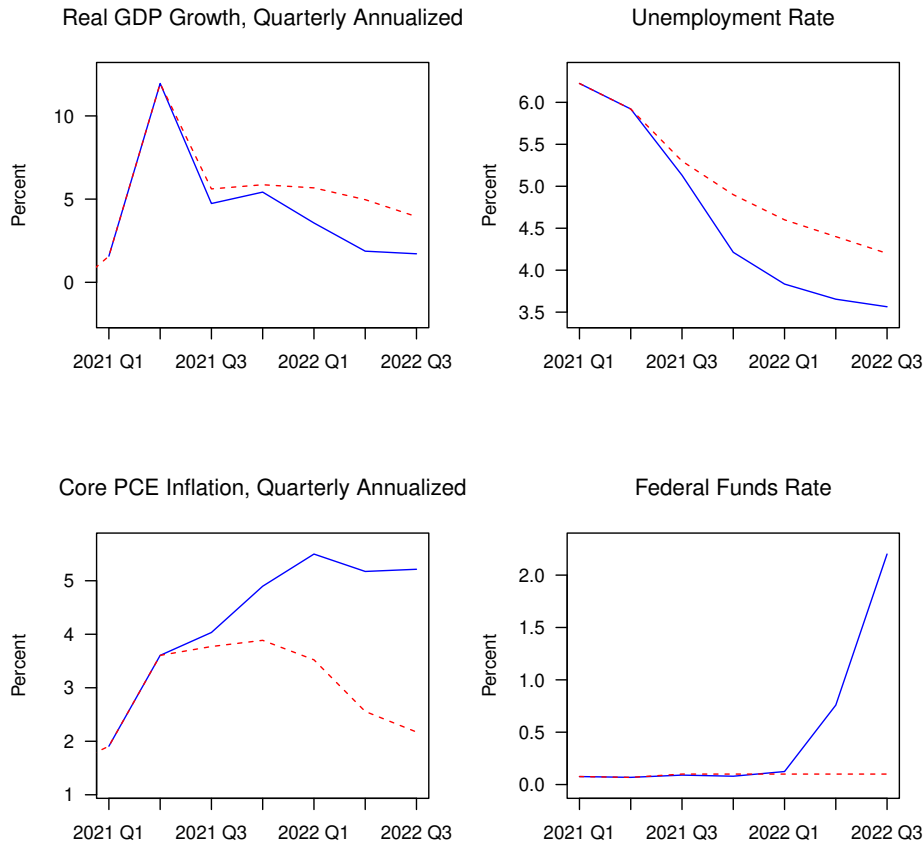 Real GDP Growth, Quarterly Annualized
Percent
10
5
0
2021 Q1 2021 Q3 2022 Q1 2022 Q3
Unemployment Rate
Percent
6.0
5.5
5.0
4.5
4.0
3.5
2021 Q1 2021 Q3 2022 Q1 2022 Q3
Core PCE Inflation, Quarterly Annualized
Percent
5
4
3
2
1
2021 Q1 2021 Q3 2022 Q1 2022 Q3
Federal Funds Rate
Percent
2.0
1.5
1.0
0.5
0.0
2021 Q1 2021 Q3 2022 Q1 2022 Q3